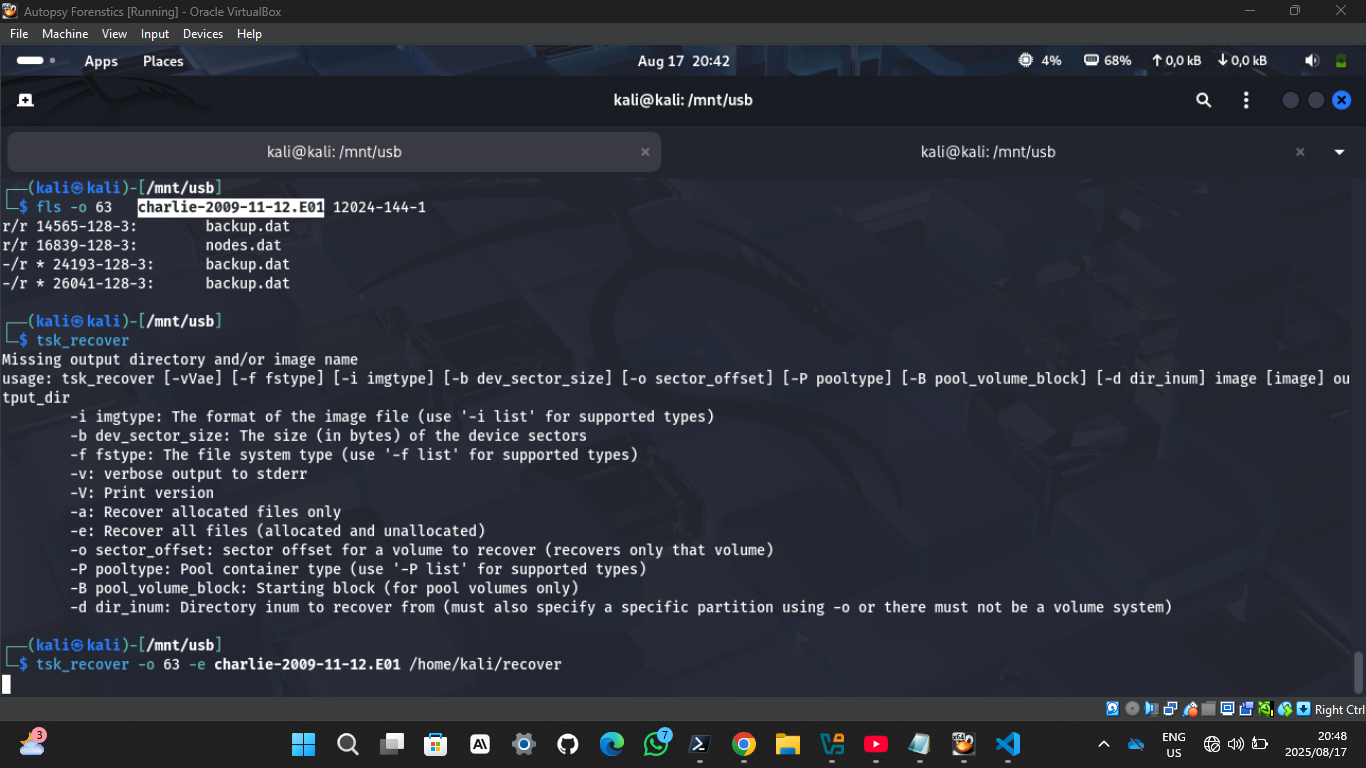 Autopsy Forenstics [Running] - Oracle VirtualBox
File Machine View Input Devices Help
Apps Places Aug 17 20:42 4% 68% 0,0 kB 0,0 kB
kali@kali: /mnt/usb
kali@kali: /mnt/usb kali@kali: /mnt/usb
┌──(kali㉿kali)-[/mnt/usb]
└─$ fls -o 63 charlie-2009-11-12.E01 12024-144-1
r/r 14565-128-3: backup.dat
r/r 16839-128-3: nodes.dat
-/r * 24193-128-3: backup.dat
-/r * 26041-128-3: backup.dat
┌──(kali㉿kali)-[/mnt/usb]
└─$ tsk_recover
Missing output directory and/or image name
usage: tsk_recover [-vVae] [-f fstype] [-i imgtype] [-b dev_sector_size] [-o sector_offset] [-P pooltype] [-B pool_volume_block] [-d dir_inum] image [image] ou
tput_dir
-i imgtype: The format of the image file (use '-i list' for supported types)
-b dev_sector_size: The size (in bytes) of the device sectors
-f fstype: The file system type (use '-f list' for supported types)
-v: verbose output to stderr
-V: Print version
-a: Recover allocated files only
-e: Recover all files (allocated and unallocated)
-o sector_offset: sector offset for a volume to recover (recovers only that volume)
-P pooltype: Pool container type (use '-P list' for supported types)
-B pool_volume_block: Starting block (for pool volumes only)
-d dir_inum: Directory inum to recover from (must also specify a specific partition using -o or there must not be a volume system)
┌──(kali㉿kali)-[/mnt/usb]
└─$ tsk_recover -o 63 -e charlie-2009-11-12.E01 /home/kali/recover
Right Ctrl
3
7
ENG
US
20:48
2025/08/17